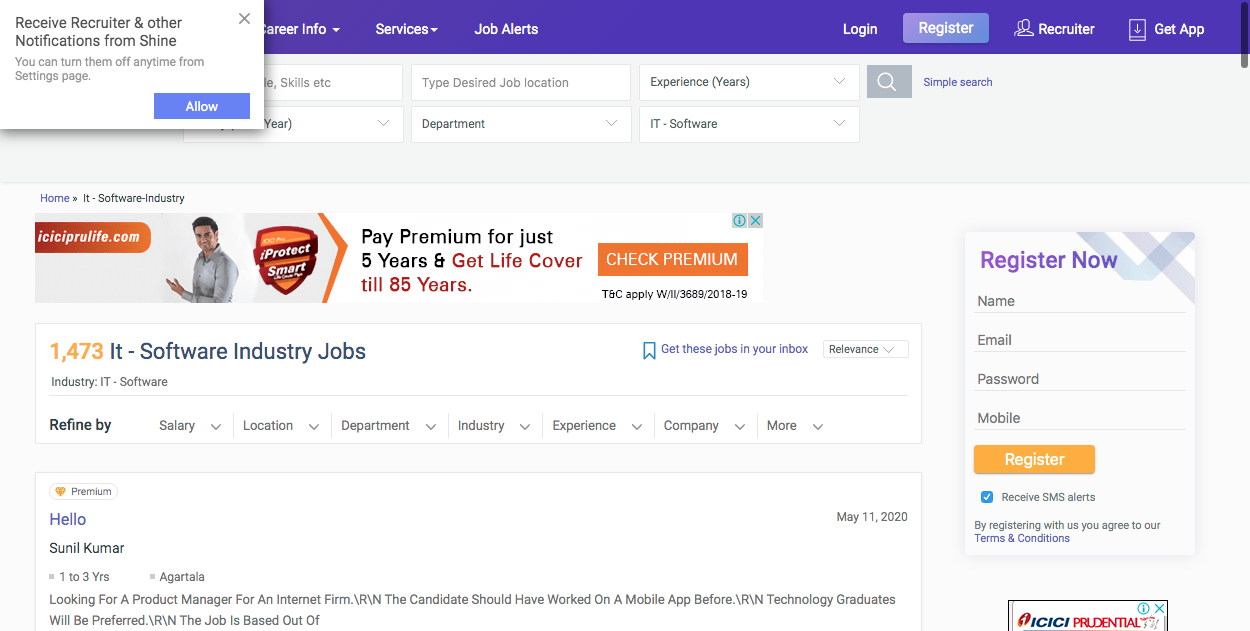 Receive Recruiter & other
Notifications from Shine
You can turn them off anytime from
Settings page.
Allow
Career Info
Services
Job Alerts
Login
Register
Recruiter
Get App
le, Skills etc
Type Desired Job location
Experience (Years)
Simple search
Year)
Department
IT - Software
Home » It - Software-Industry
iciciprulife.com
ICICI Pru
iProtect
Smart
Pay Premium for just
5 Years & Get Life Cover
till 85 Years.
CHECK PREMIUM
T&C apply W/II/3689/2018-19
1,473 It - Software Industry Jobs
Get these jobs in your inbox
Relevance
Industry: IT - Software
Refine by
Salary
Location
Department
Industry
Experience
Company
More
Premium
Hello
May 11, 2020
Sunil Kumar
1 to 3 Yrs
Agartala
Looking For A Product Manager For An Internet Firm.\R\N The Candidate Should Have Worked On A Mobile App Before.\R\N Technology Graduates
Will Be Preferred.\R\N The Job Is Based Out Of
Register Now
Name
Email
Password
Mobile
Register
Receive SMS alerts
By registering with us you agree to our
Terms & Conditions
ICICI PRUDENTIAL